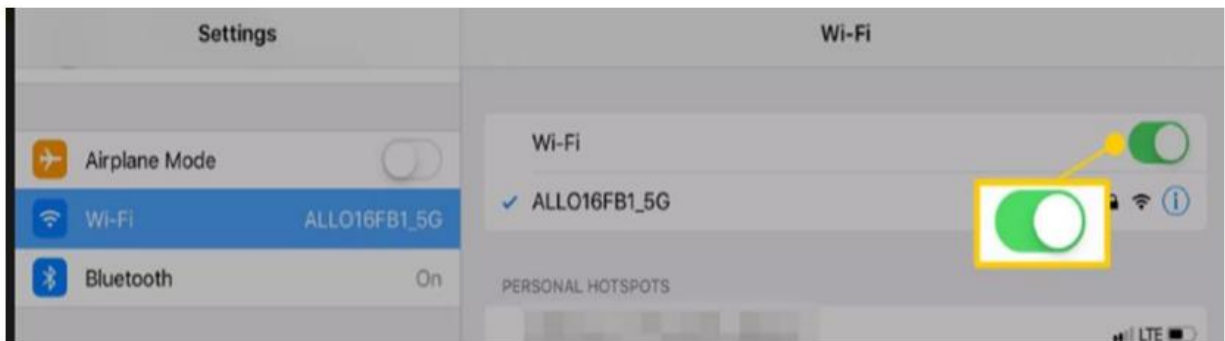 Settings
Airplane Mode
Wi-Fi ALLO16FB1_5G
Bluetooth On
Wi-Fi
Wi-Fi
ALLO16FB1_5G
PERSONAL HOTSPOTS
LTE